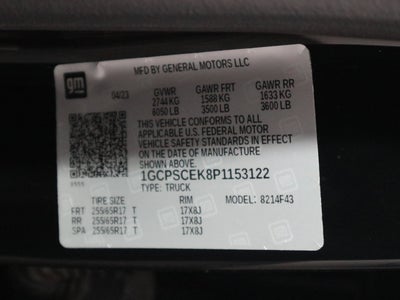 MFD BY GENERAL MOTORS LLC
gm 04/23 GVWR GAWR FRT GAWR RR
2744 KG 1588 KG 1633 KG
6050 LB 3500 LB 3600 LB
THIS VEHICLE CONFORMS TO ALL
APPLICABLE U.S. FEDERAL MOTOR
VEHICLE SAFETY STANDARDS IN EFFECT
ON THE DATE OF MANUFACTURE
SHOWN ABOVE.
1GCPSCEK8P1153122
TYPE: TRUCK
TIRE SIZE RIM MODEL: 8214F43
FRT 255/65R17 T 17X8J
RR 255/65R17 T 17X8J
SPA 255/65R17 T 17X8J